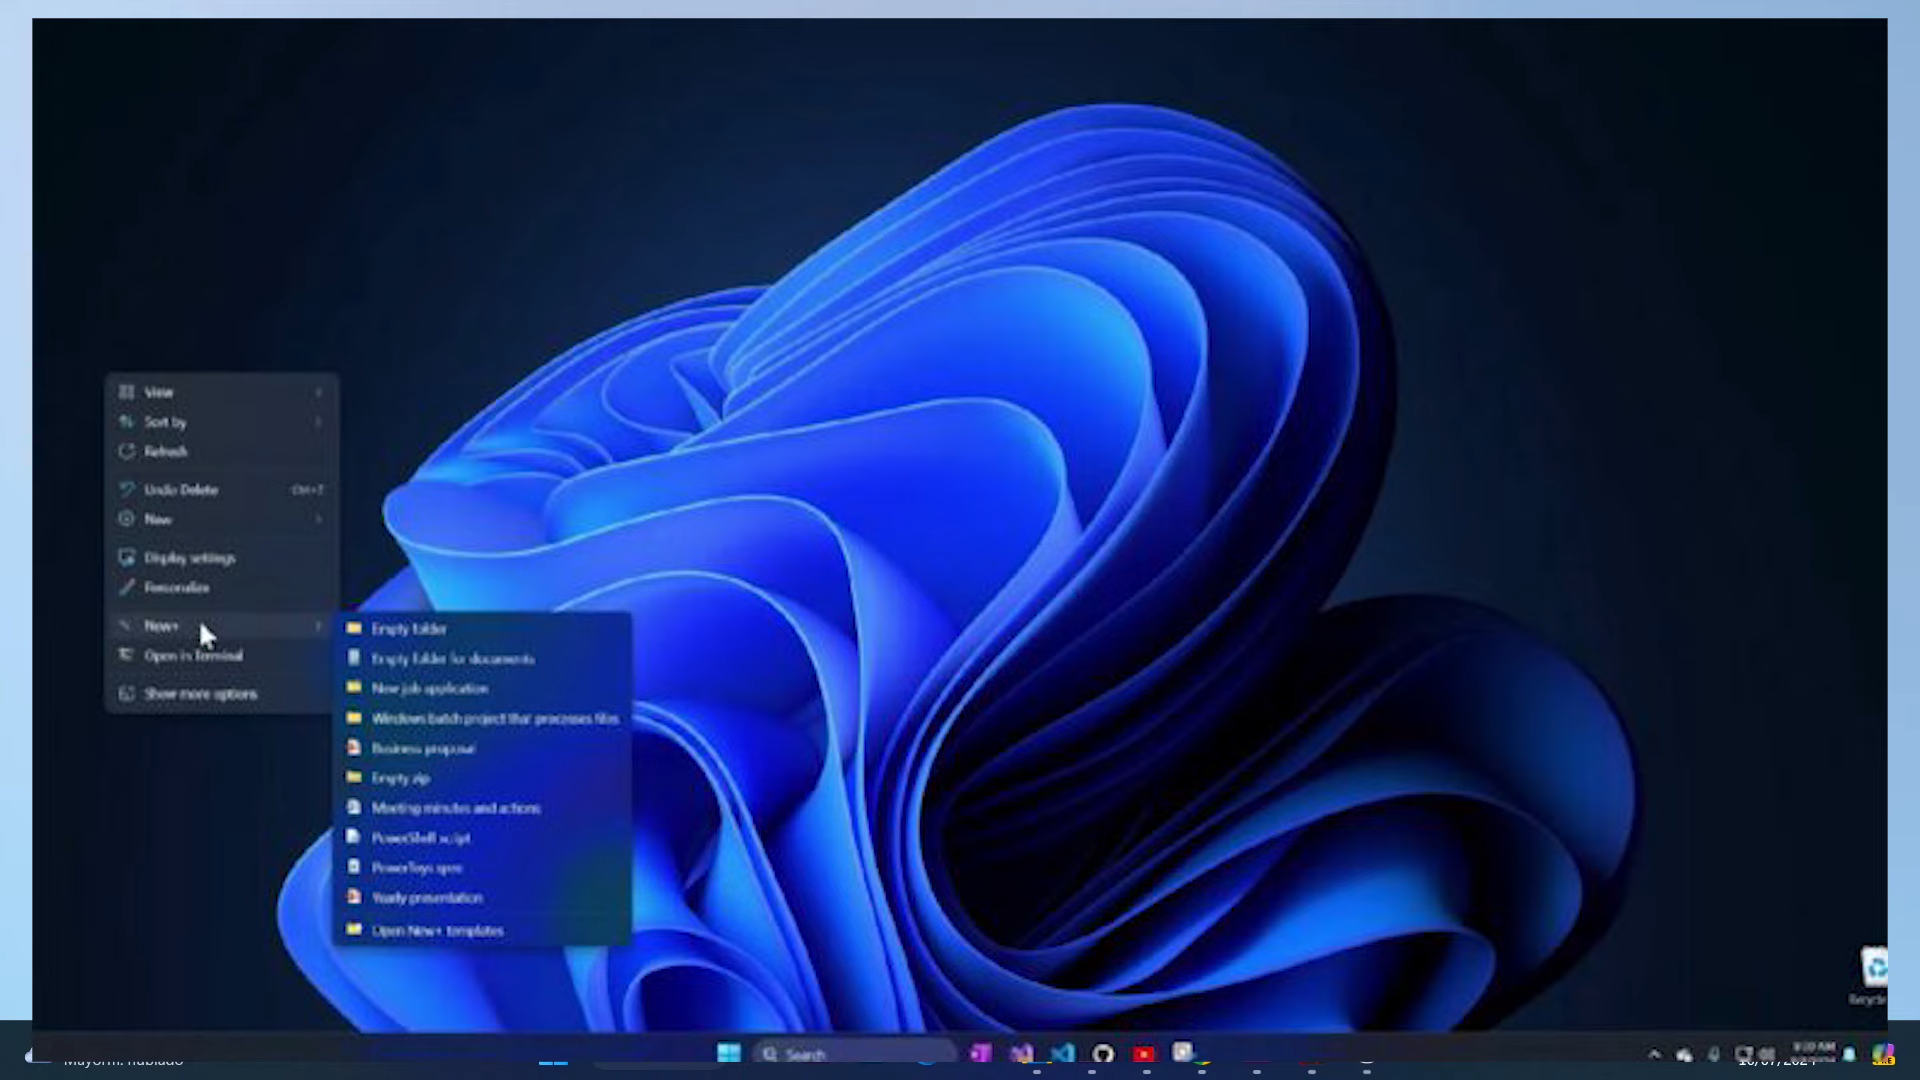 View
Sort by
Refresh
Undo Delete
New
Display settings
Personalize
New+
Open in Terminal
Show more options
Empty folder
Empty folder for documents
New job application
Windows batch project that processes files
Business proposal
Empty zip
Meeting minutes and actions
PowerShell script
PowerToys spec
Yearly presentation
Open New+ templates
Search